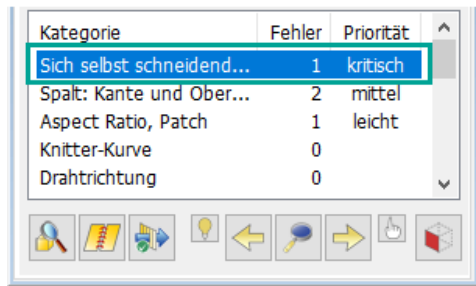 Kategorie Fehler Priorität
Sich selbst schneidend... 1 kritisch
Spalt: Kante und Ober... 2 mittel
Aspect Ratio, Patch 1 leicht
Knitter-Kurve 0
Drahtrichtung 0